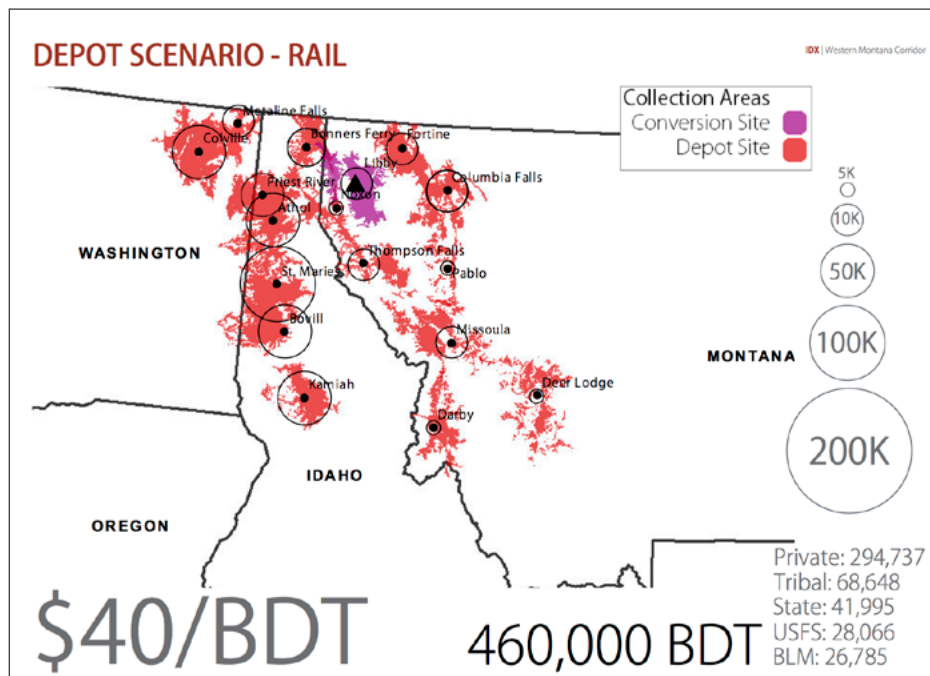 DEPOT SCENARIO - RAIL
IDX | Western Montana Corridor
Collection Areas
Conversion Site
Depot Site
Metaline Falls
Colville
Bonners Ferry
Fortine
Libby
Columbia Falls
Priest River
Noxon
Athol
WASHINGTON
Thompson Falls
Pablo
St. Maries
Bovill
Missoula
MONTANA
Kamiah
Deer Lodge
Darby
IDAHO
OREGON
5K
10K
50K
100K
200K
$40/BDT
460,000 BDT
Private: 294,737
Tribal: 68,648
State: 41,995
USFS: 28,066
BLM: 26,785